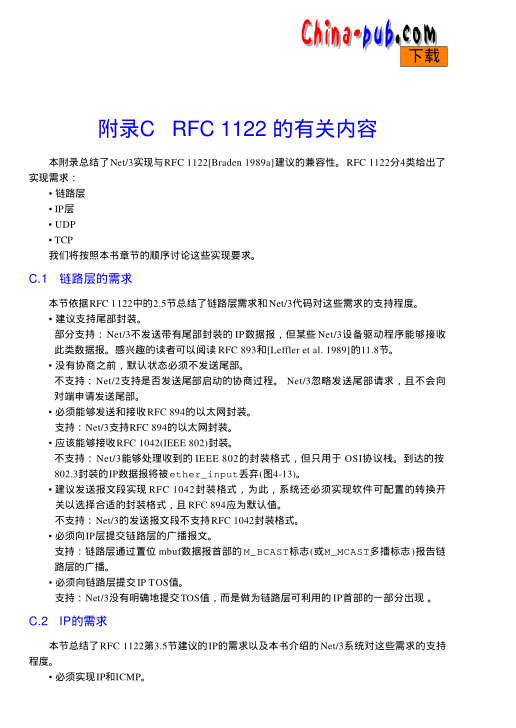 China-pub.com
下载
附录C RFC 1122 的有关内容
本附录总结了Net/3实现与RFC 1122[Braden 1989a]建议的兼容性。RFC 1122分4类给出了
实现需求：
• 链路层
• IP层
• UDP
• TCP
我们将按照本书章节的顺序讨论这些实现要求。
C.1 链路层的需求
本节依据RFC 1122中的2.5节总结了链路层需求和Net/3代码对这些需求的支持程度。
• 建议支持尾部封装。
部分支持：Net/3不发送带有尾部封装的 IP数据报，但某些 Net/3设备驱动程序能够接收
此类数据报。感兴趣的读者可以阅读 RFC 893和[Leffler et al. 1989]的11.8节。
• 没有协商之前，默认状态必须不发送尾部。
不支持：Net/2支持是否发送尾部启动的协商过程。 Net/3忽略发送尾部请求，且不会向
对端申请发送尾部。
• 必须能够发送和接收RFC 894的以太网封装。
支持：Net/3支持RFC 894的以太网封装。
• 应该能够接收RFC 1042(IEEE 802)封装。
不支持：Net/3能够处理收到的 IEEE 802的封装格式，但只用于 OSI协议栈。到达的按
802.3封装的IP数据报将被ether_input丢弃(图4-13)。
• 建议发送报文段实现 RFC 1042封装格式，为此，系统还必须实现软件可配置的转换开
关以选择合适的封装格式，且 RFC 894应为默认值。
不支持：Net/3的发送报文段不支持RFC 1042封装格式。
• 必须向IP层提交链路层的广播报文。
支持：链路层通过置位 mbuf数据报首部的M_BCAST标志(或M_MCAST多播标志)报告链
路层的广播。
• 必须向链路层提交IP TOS值。
支持：Net/3没有明确地提交TOS值，而是做为链路层可利用的 IP首部的一部分出现 。
C.2 IP的需求
本节总结了RFC 1122第3.5节建议的IP的需求以及本书介绍的 Net/3系统对这些需求的支持
程度。
• 必须实现IP和ICMP。